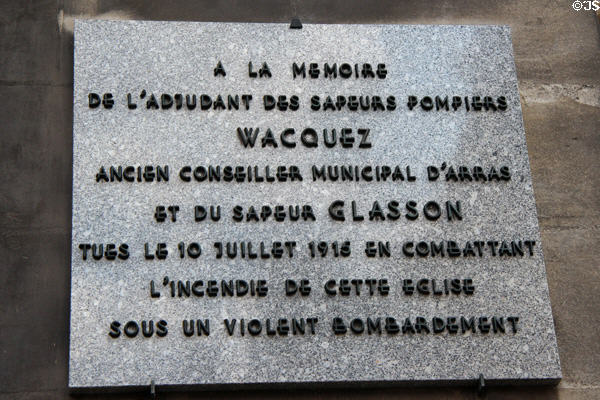 ©JS
A LA MEMOIRE
DE L'ADJUDANT DES SAPEURS POMPIERS
WACQUEZ
ANCIEN CONSEILLER MUNICIPAL D'ARRAS
ET DU SAPEUR GLASSON
TUES LE 10 JUILLET 1915 EN COMBATTANT
L'INCENDIE DE CETTE EGLISE
SOUS UN VIOLENT BOMBARDEMENT